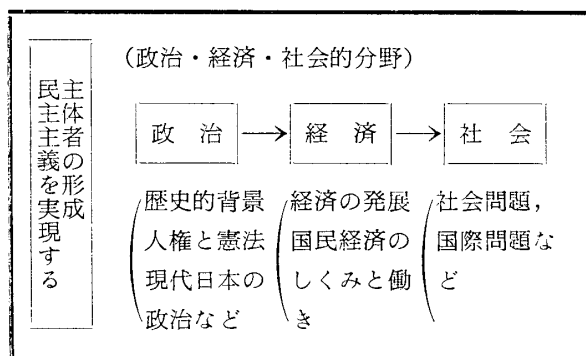 民主主義を実現する
主体者の形成
(政治・経済・社会的分野)
政 治→経 済→社 会
歴史的背景
人権と憲法
現代日本の
政治など
経済の発展
国民経済の
しくみと働
き
社会問題,
国際問題な
ど